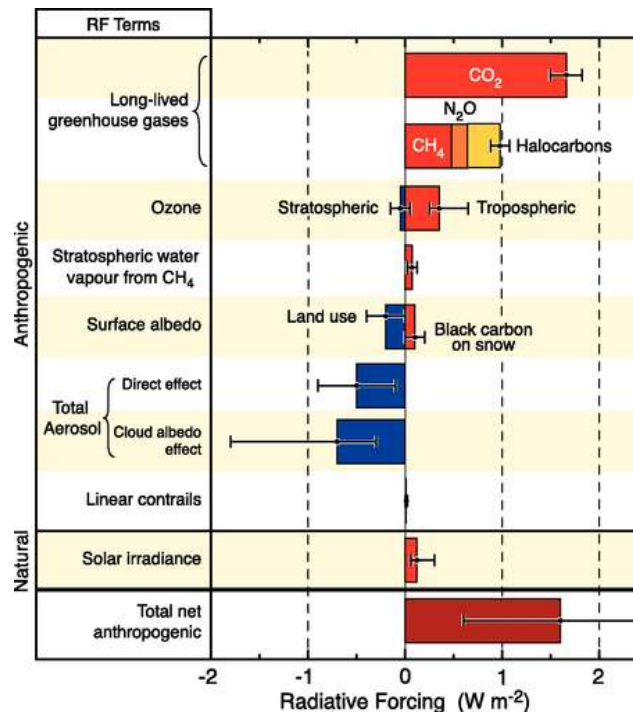 RF Terms
Anthropogenic
Natural
Long-lived
greenhouse gases
CO2
N2O
CH4
Halocarbons
Ozone
Stratospheric
Tropospheric
Stratospheric water
vapour from CH4
Surface albedo
Land use
Black carbon
on snow
Total
Aerosol
Direct effect
Cloud albedo
effect
Linear contrails
Solar irradiance
Total net
anthropogenic
-2 -1 0 1 2
Radiative Forcing (W m-2)